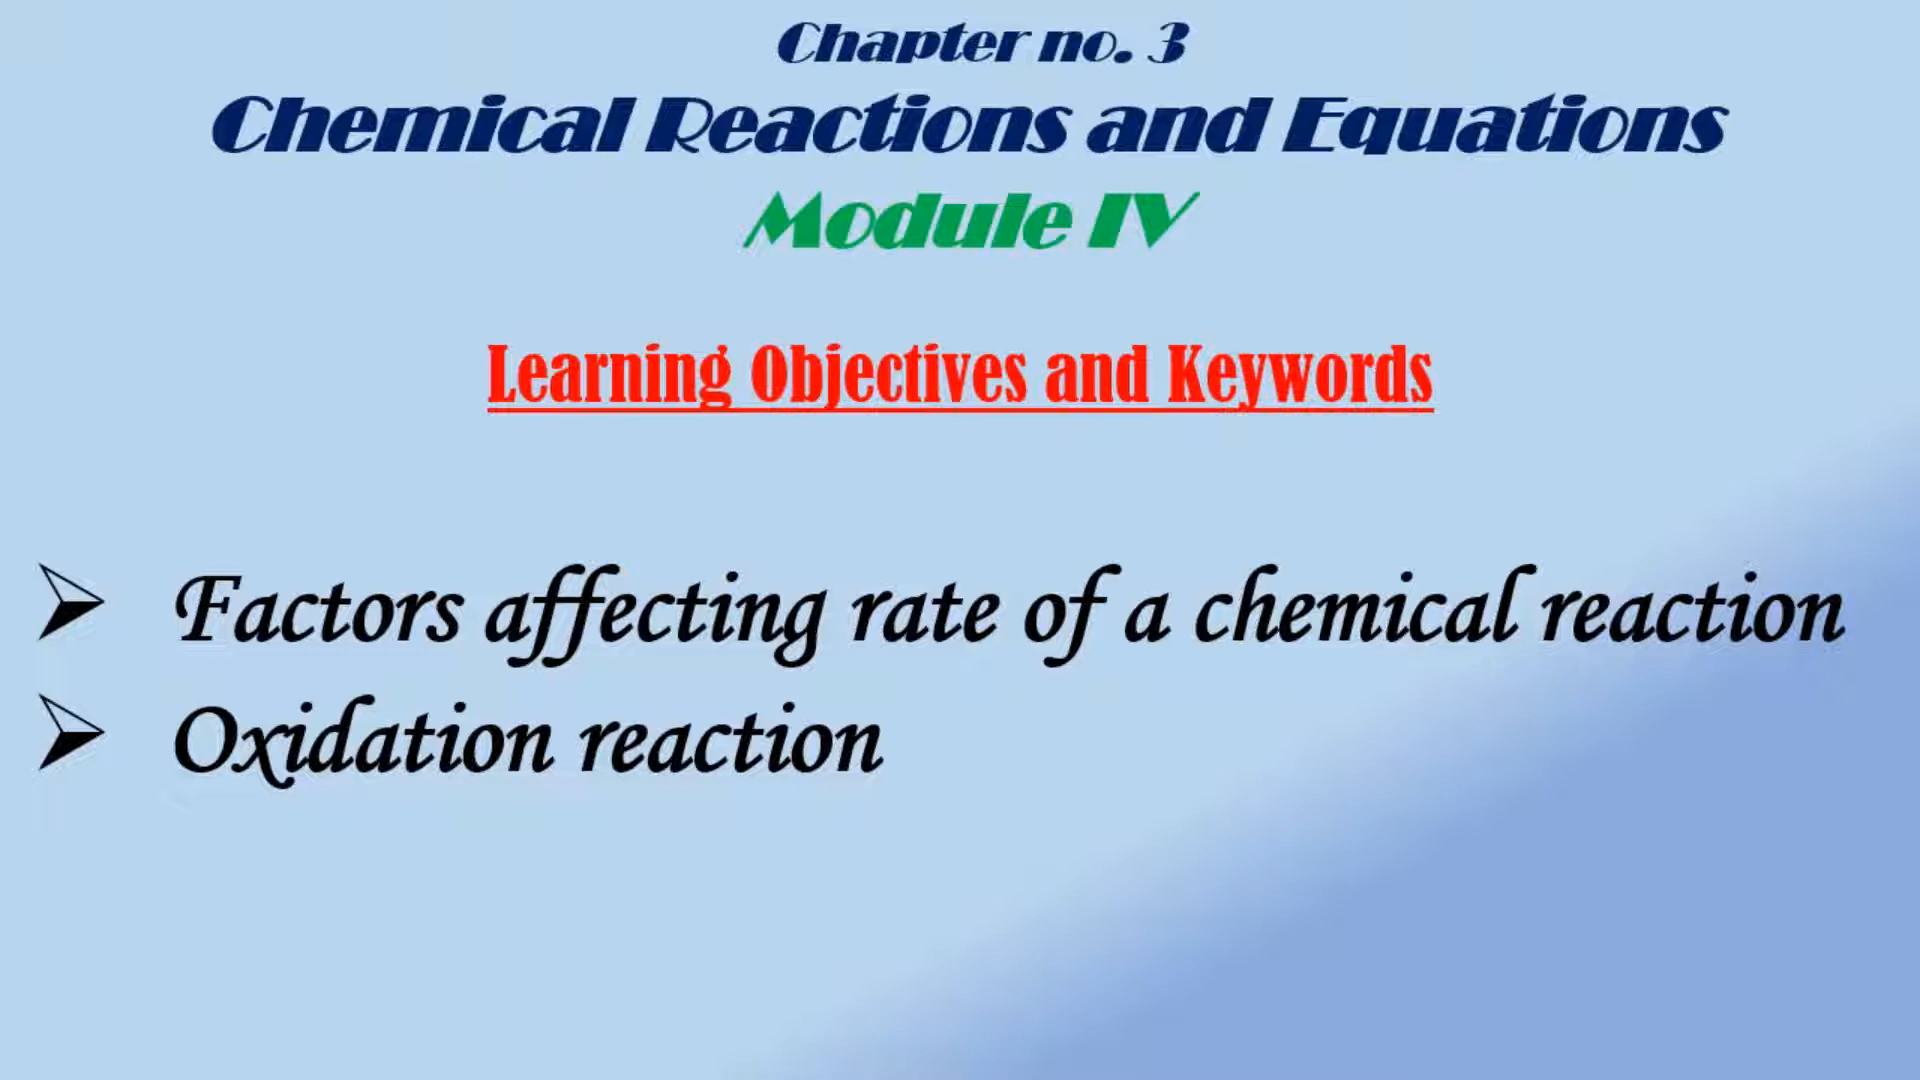 Chapter no. 3
Chemical Reactions and Equations
Module IV
Learning Objectives and Keywords
➢ Factors affecting rate of a chemical reaction
➢ Oxidation reaction